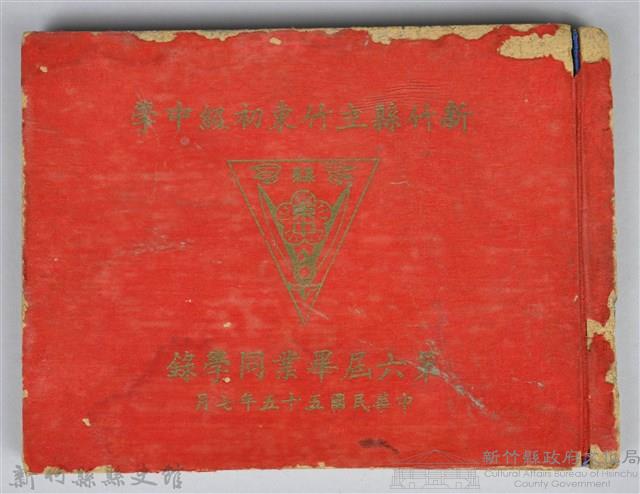 新竹縣立竹東初級中學
第六屆畢業同學錄
中華民國五十五年七月
新竹縣縣史館
新竹縣政府文化局
Cultural Affairs Bureau of Hsinchu
County Government